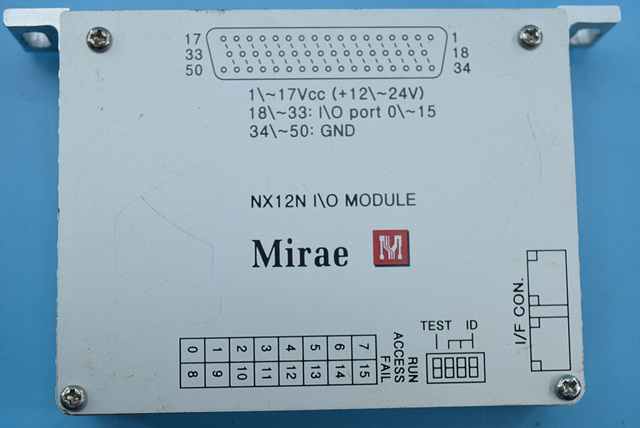 17 1
33 18
50 34
1\~17Vcc (+12\~24V)
18\~33: I\O port 0\~15
34\~50: GND
NX12N I\O MODULE
Mirae M
I/F CON.
TEST ID
RUN
ACCESS
FAIL
0 1 2 3 4 5 6 7
8 9 10 11 12 13 14 15